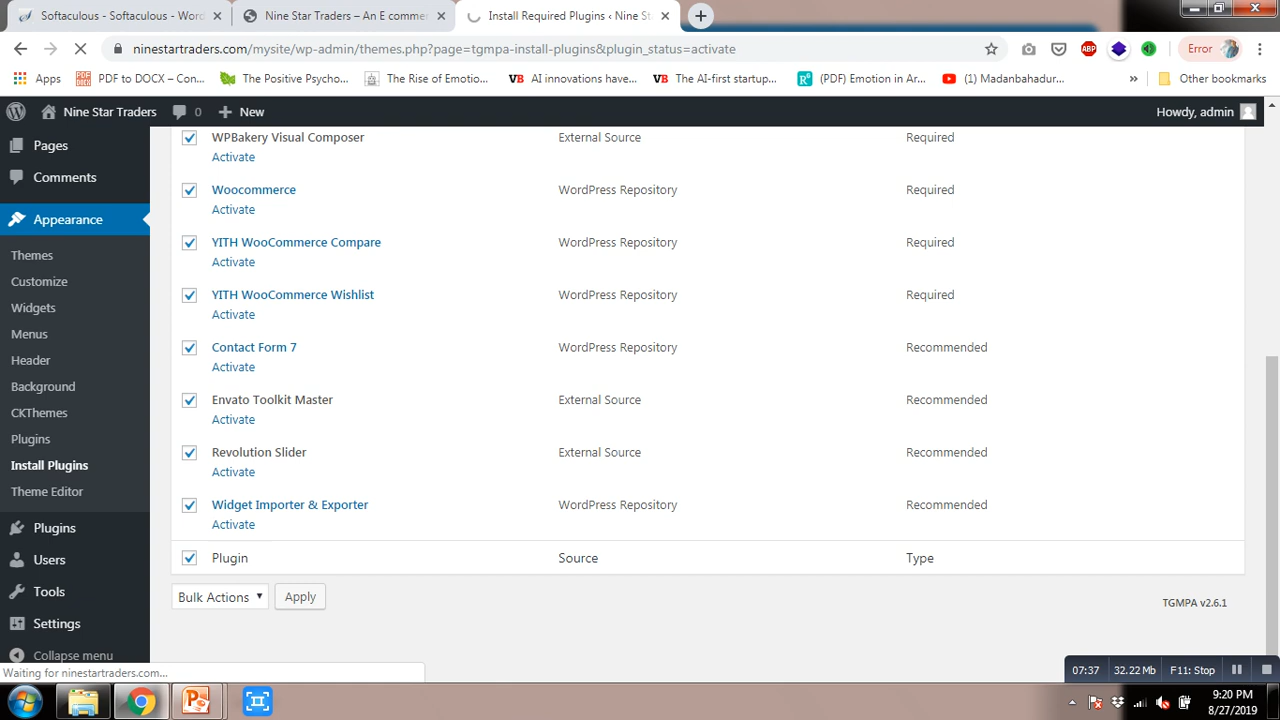 Softaculous - Softaculous - Word
Nine Star Traders – An E comme
Install Required Plugins ‹ Nine S
ninestartraders.com/mysite/wp-admin/themes.php?page=tgmpa-install-plugins&plugin_status=activate
ABP
Error
Apps
PDF to DOCX – Con...
The Positive Psycho...
The Rise of Emotio...
VB AI innovations have...
VB The AI-first startup...
(PDF) Emotion in Ar...
(1) Madanbahadur...
»
Other bookmarks
Nine Star Traders
0
New
Howdy, admin
Pages
Comments
Appearance
Themes
Customize
Widgets
Menus
Header
Background
CKThemes
Plugins
Install Plugins
Theme Editor
Plugins
Users
Tools
Settings
Collapse menu
WPBakery Visual Composer External Source Required
Activate
Woocommerce WordPress Repository Required
Activate
YITH WooCommerce Compare WordPress Repository Required
Activate
YITH WooCommerce Wishlist WordPress Repository Required
Activate
Contact Form 7 WordPress Repository Recommended
Activate
Envato Toolkit Master External Source Recommended
Activate
Revolution Slider External Source Recommended
Activate
Widget Importer & Exporter WordPress Repository Recommended
Activate
Plugin Source Type
Bulk Actions Apply
TGMPA v2.6.1
Waiting for ninestartraders.com...
07:37 32.22 Mb F11: Stop
9:20 PM
8/27/2019